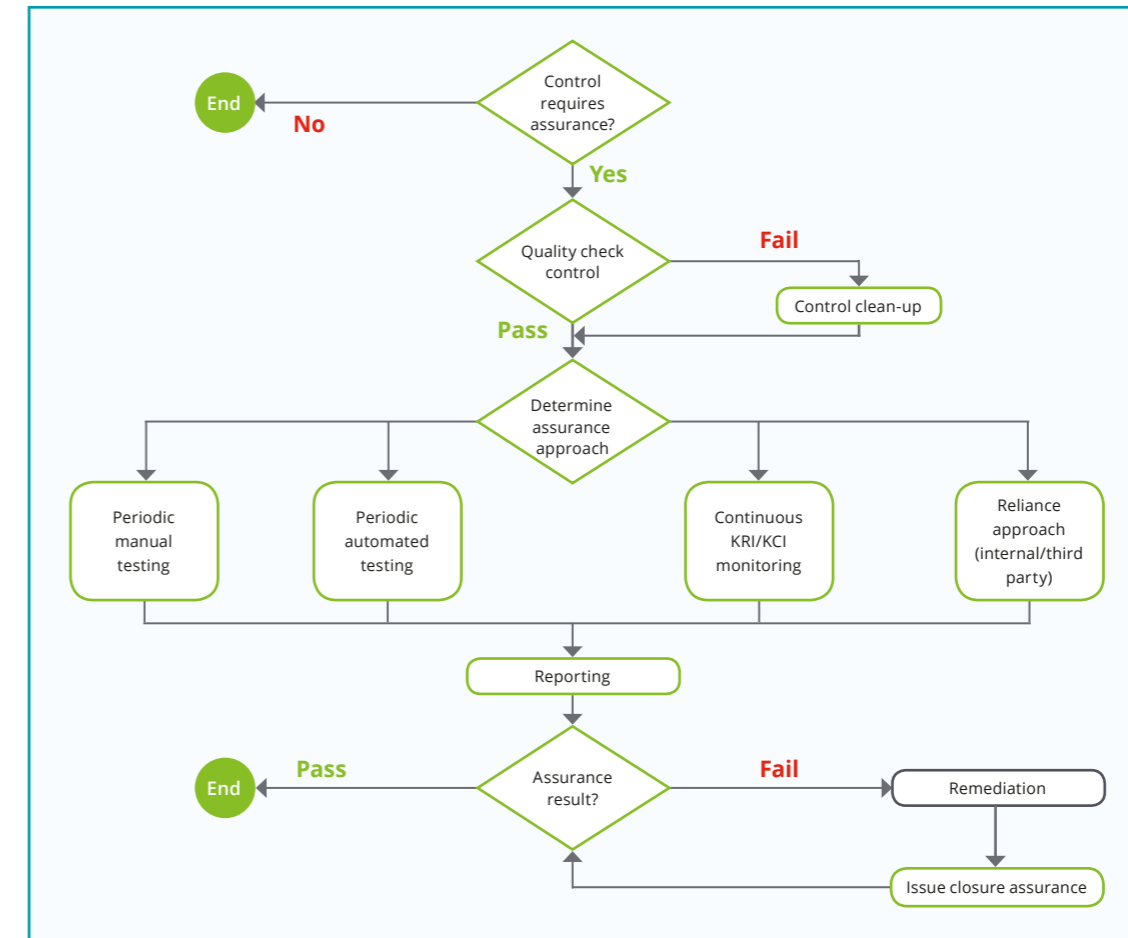 Control
requires
assurance?
End
No
Yes
Quality check
control
Fail
Control clean-up
Pass
Determine
assurance
approach
Periodic
manual
testing
Periodic
automated
testing
Continuous
KRI/KCI
monitoring
Reliance
approach
(internal/third
party)
Reporting
Assurance
result?
Pass
End
Fail
Remediation
Issue closure assurance